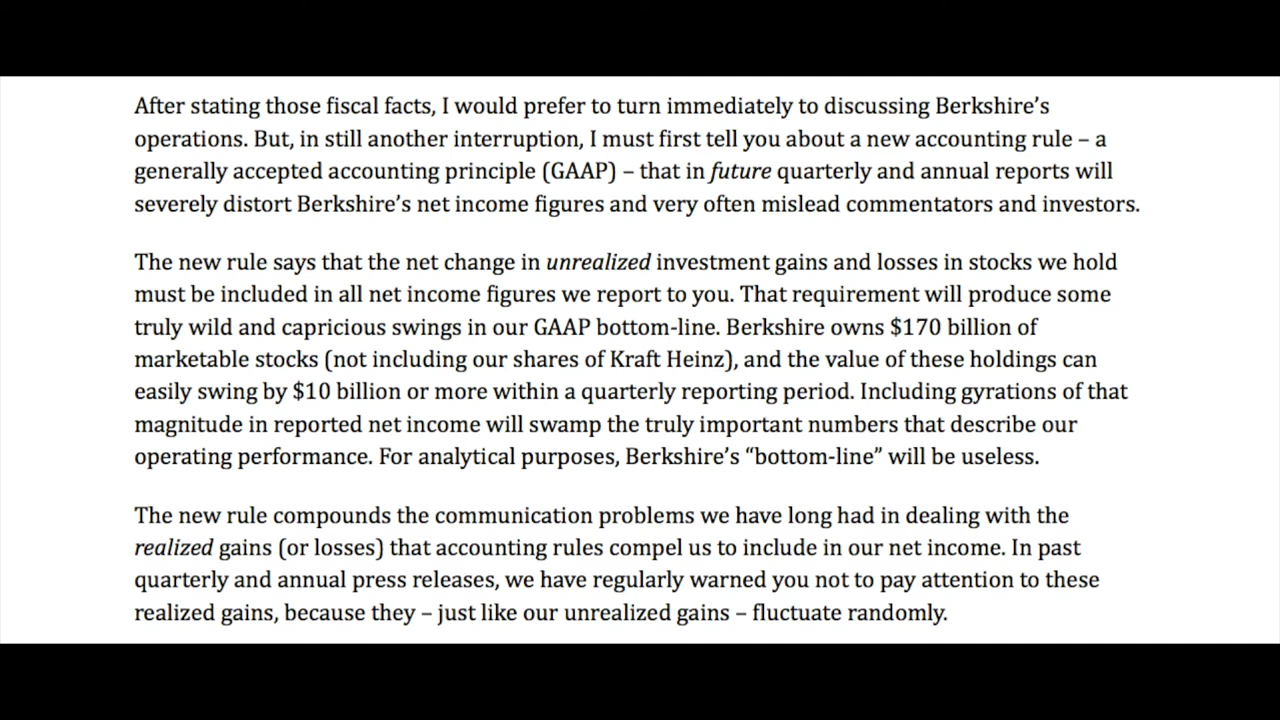 After stating those fiscal facts, I would prefer to turn immediately to discussing Berkshire’s
operations. But, in still another interruption, I must first tell you about a new accounting rule – a
generally accepted accounting principle (GAAP) – that in future quarterly and annual reports will
severely distort Berkshire’s net income figures and very often mislead commentators and investors.
The new rule says that the net change in unrealized investment gains and losses in stocks we hold
must be included in all net income figures we report to you. That requirement will produce some
truly wild and capricious swings in our GAAP bottom-line. Berkshire owns $170 billion of
marketable stocks (not including our shares of Kraft Heinz), and the value of these holdings can
easily swing by $10 billion or more within a quarterly reporting period. Including gyrations of that
magnitude in reported net income will swamp the truly important numbers that describe our
operating performance. For analytical purposes, Berkshire’s “bottom-line” will be useless.
The new rule compounds the communication problems we have long had in dealing with the
realized gains (or losses) that accounting rules compel us to include in our net income. In past
quarterly and annual press releases, we have regularly warned you not to pay attention to these
realized gains, because they – just like our unrealized gains – fluctuate randomly.